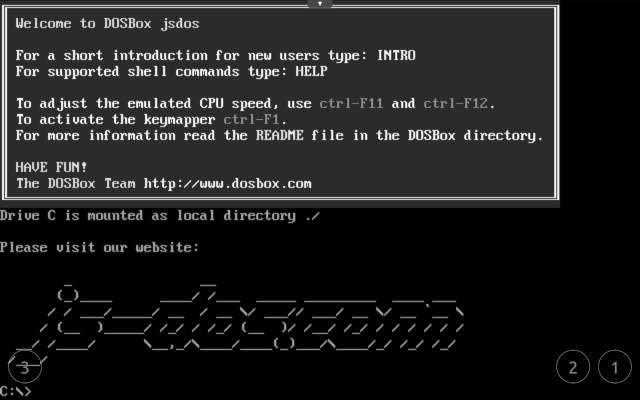 Welcome to DOSBox jsdos
For a short introduction for new users type: INTRO
For supported shell commands type: HELP
To adjust the emulated CPU speed, use ctrl-F11 and ctrl-F12.
To activate the keymapper ctrl-F1.
For more information read the README file in the DOSBox directory.
HAVE FUN!
The DOSBox Team http://www.dosbox.com
Drive C is mounted as local directory ./
Please visit our website:
js-dos.com
3
2
1
C:\>